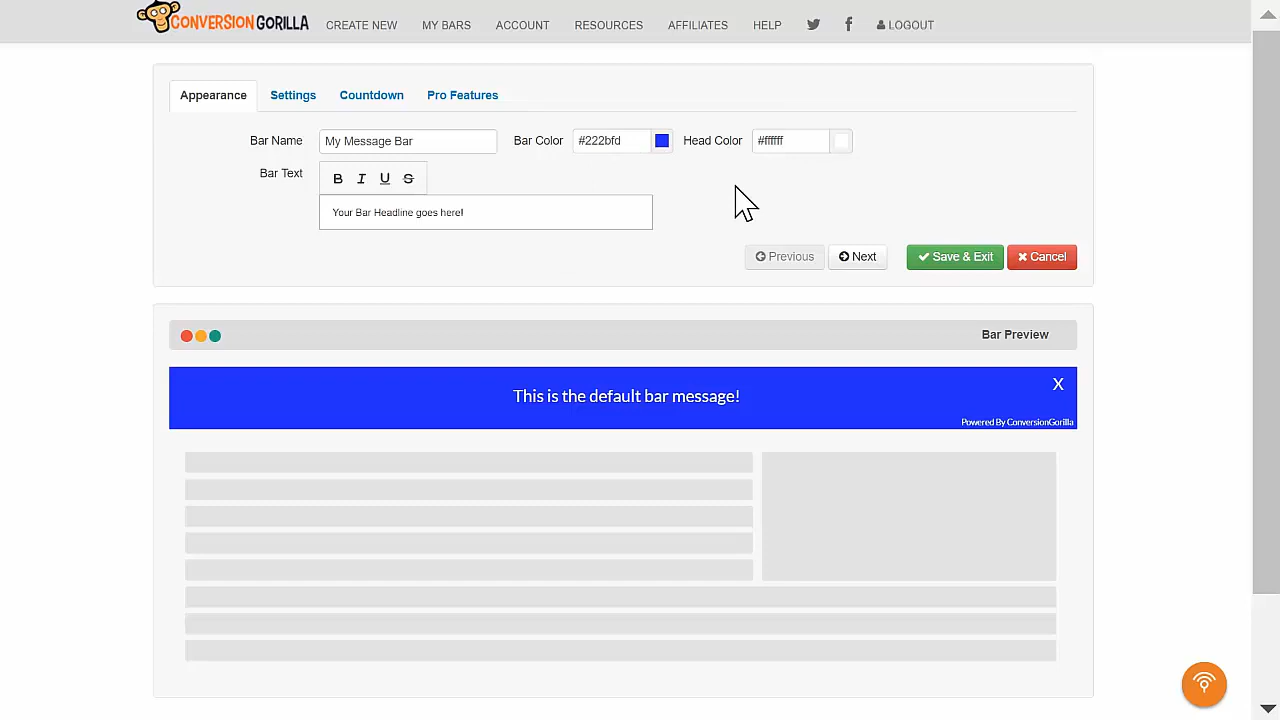 CONVERSION GORILLA CREATE NEW MY BARS ACCOUNT RESOURCES AFFILIATES HELP LOGOUT
Appearance Settings Countdown Pro Features
Bar Name My Message Bar Bar Color #222bfd Head Color #ffffff
Bar Text B I U S
Your Bar Headline goes here!
Previous Next Save & Exit Cancel
Bar Preview
X
This is the default bar message!
Powered By ConversionGorilla